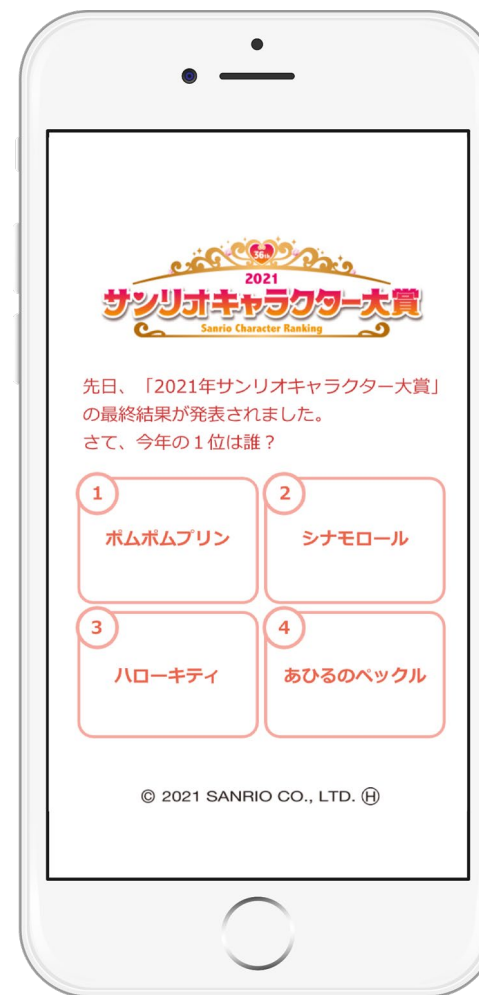 36th
2021
サンリオキャラクター大賞
Sanrio Character Ranking
先日、「2021年サンリオキャラクター大賞」
の最終結果が発表されました。
さて、今年の１位は誰？
1
ポムポムプリン
2
シナモロール
3
ハローキティ
4
あひるのペックル
© 2021 SANRIO CO., LTD. Ⓗ